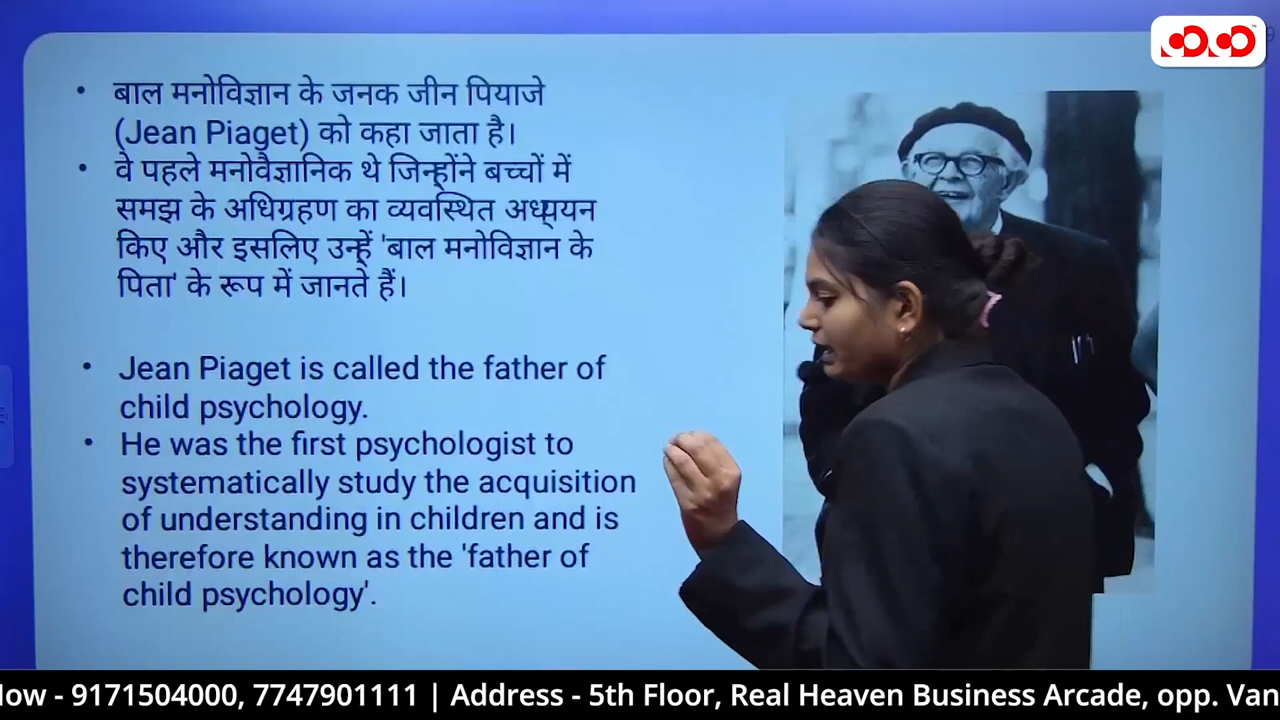 • बाल मनोविज्ञान के जनक जीन पियाजे
(Jean Piaget) को कहा जाता है।
• वे पहले मनोवैज्ञानिक थे जिन्होंने बच्चों में
समझ के अधिग्रहण का व्यवस्थित अध्ययन
किए और इसलिए उन्हें 'बाल मनोविज्ञान के
पिता' के रूप में जानते हैं।
• Jean Piaget is called the father of
child psychology.
• He was the first psychologist to
systematically study the acquisition
of understanding in children and is
therefore known as the 'father of
child psychology'.
- 9171504000, 7747901111 | Address - 5th Floor, Real Heaven Business Arcade, opp.